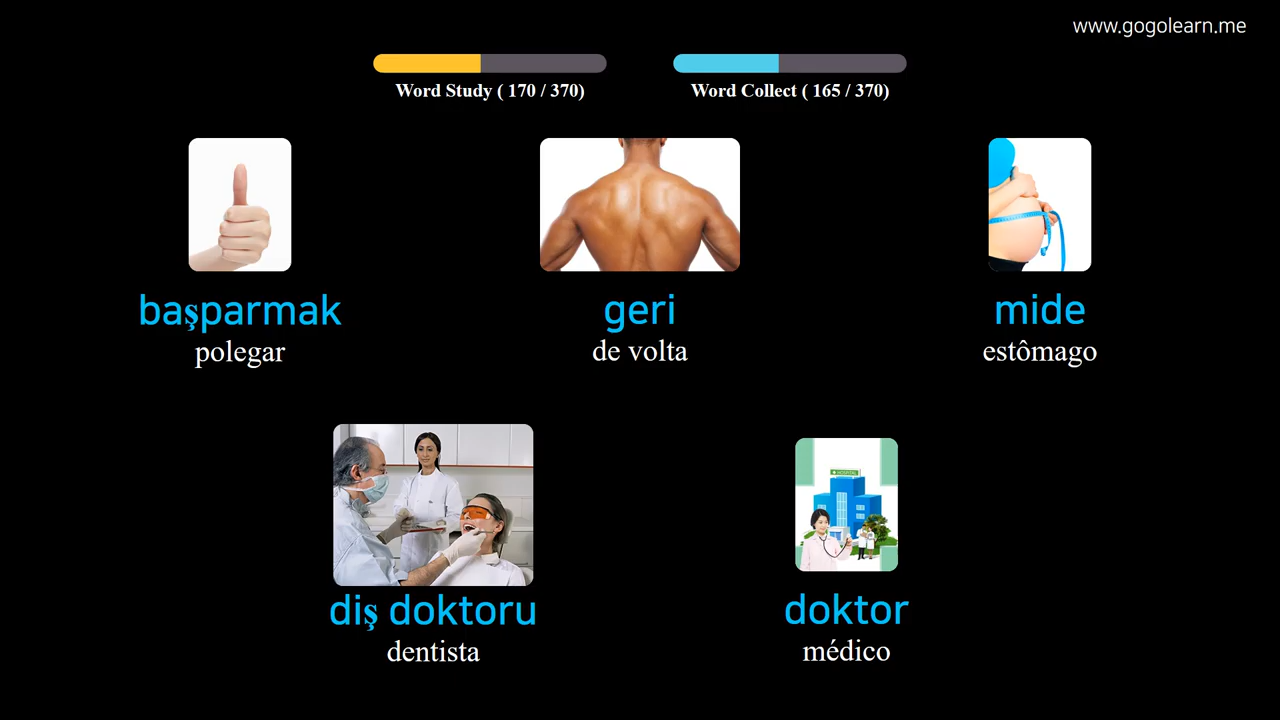 www.gogolearn.me
Word Study ( 170 / 370)
Word Collect ( 165 / 370)
başparmak
polegar
geri
de volta
mide
estômago
HOSPITAL
diş doktoru
dentista
doktor
médico